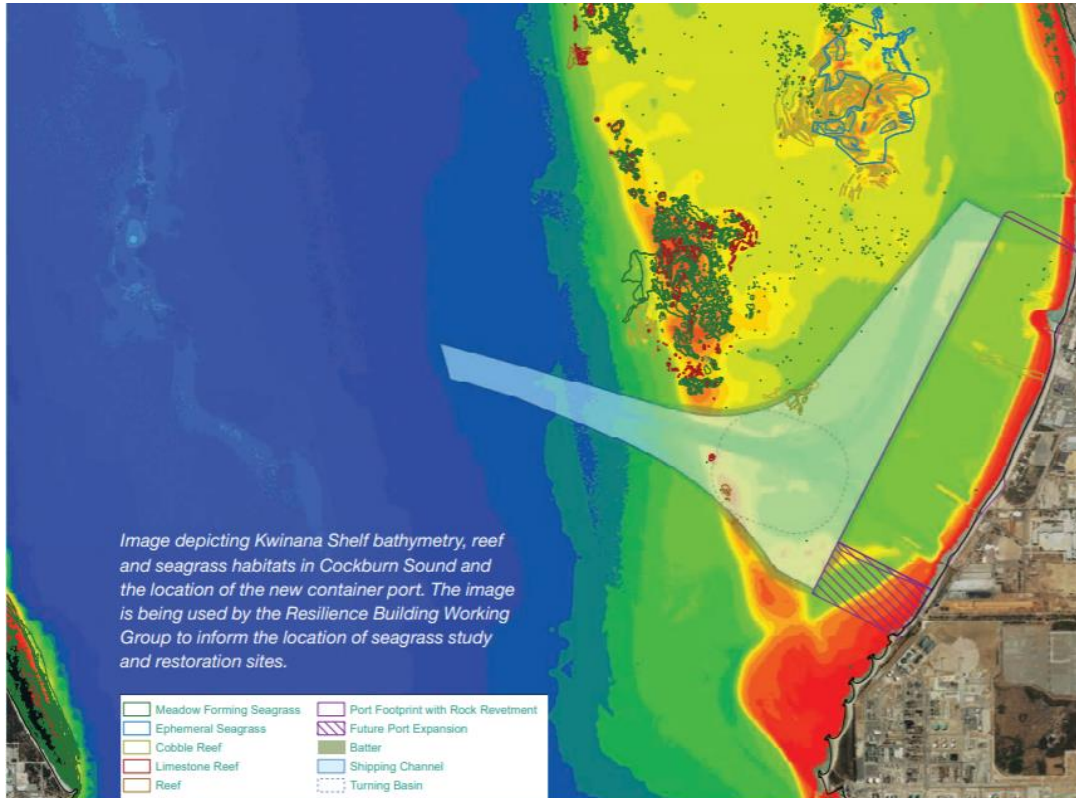 Image depicting Kwinana Shelf bathymetry, reef
and seagrass habitats in Cockburn Sound and
the location of the new container port. The image
is being used by the Resilience Building Working
Group to inform the location of seagrass study
and restoration sites.
Meadow Forming Seagrass
Ephemeral Seagrass
Cobble Reef
Limestone Reef
Reef
Port Footprint with Rock Revetment
Future Port Expansion
Batter
Shipping Channel
Turning Basin